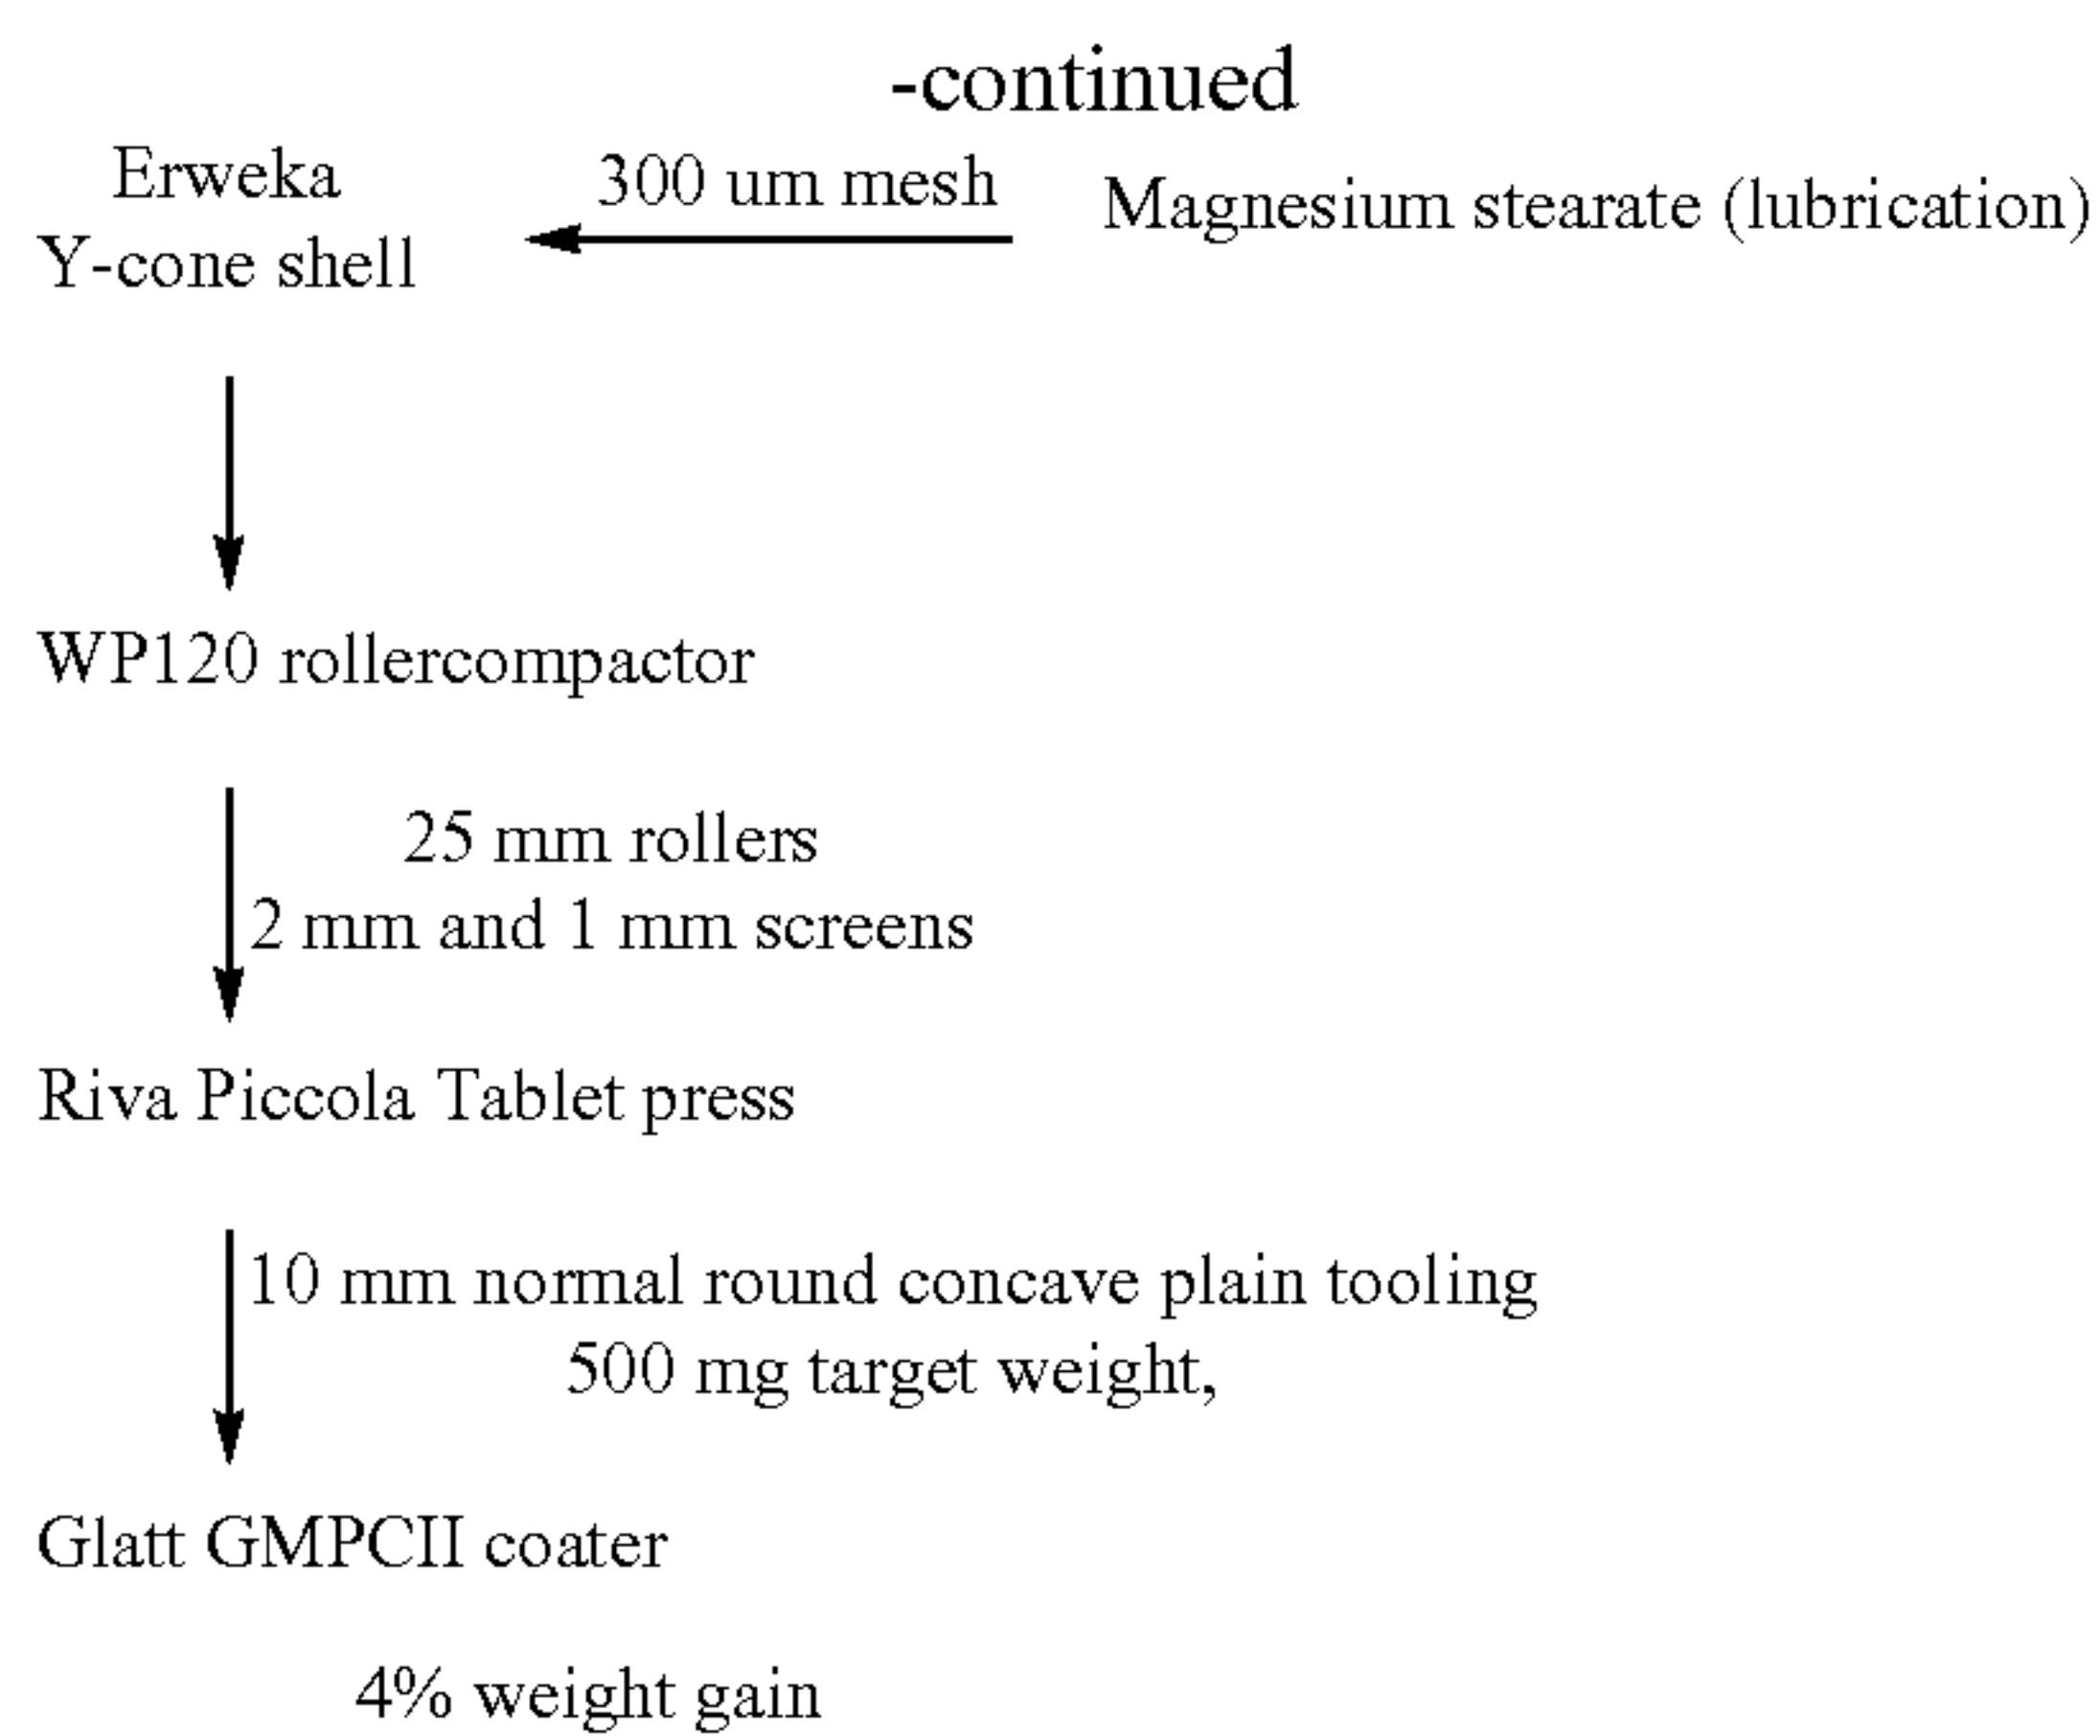 -continued
Erweka
Y-cone shell
300 um mesh
Magnesium stearate (lubrication)
WP120 rollercompactor
25 mm rollers
2 mm and 1 mm screens
Riva Piccola Tablet press
10 mm normal round concave plain tooling
500 mg target weight,
Glatt GMPCII coater
4% weight gain